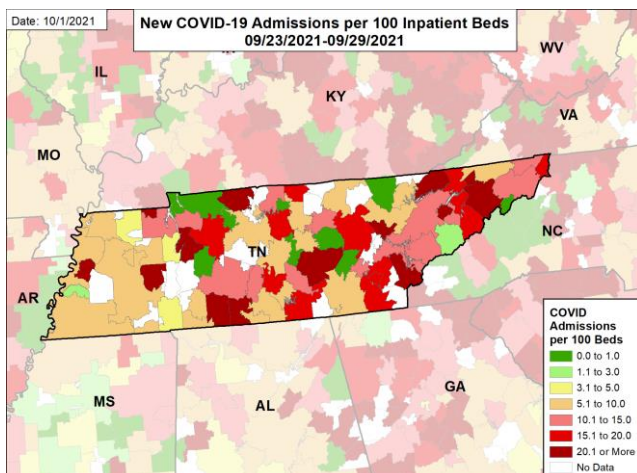 Date: 10/1/2021
New COVID-19 Admissions per 100 Inpatient Beds
09/23/2021-09/29/2021
IL
WV
KY
VA
MO
TN
NC
AR
MS
AL
GA
COVID
Admissions
per 100 Beds
0.0 to 1.0
1.1 to 3.0
3.1 to 5.0
5.1 to 10.0
10.1 to 15.0
15.1 to 20.0
20.1 or More
No Data